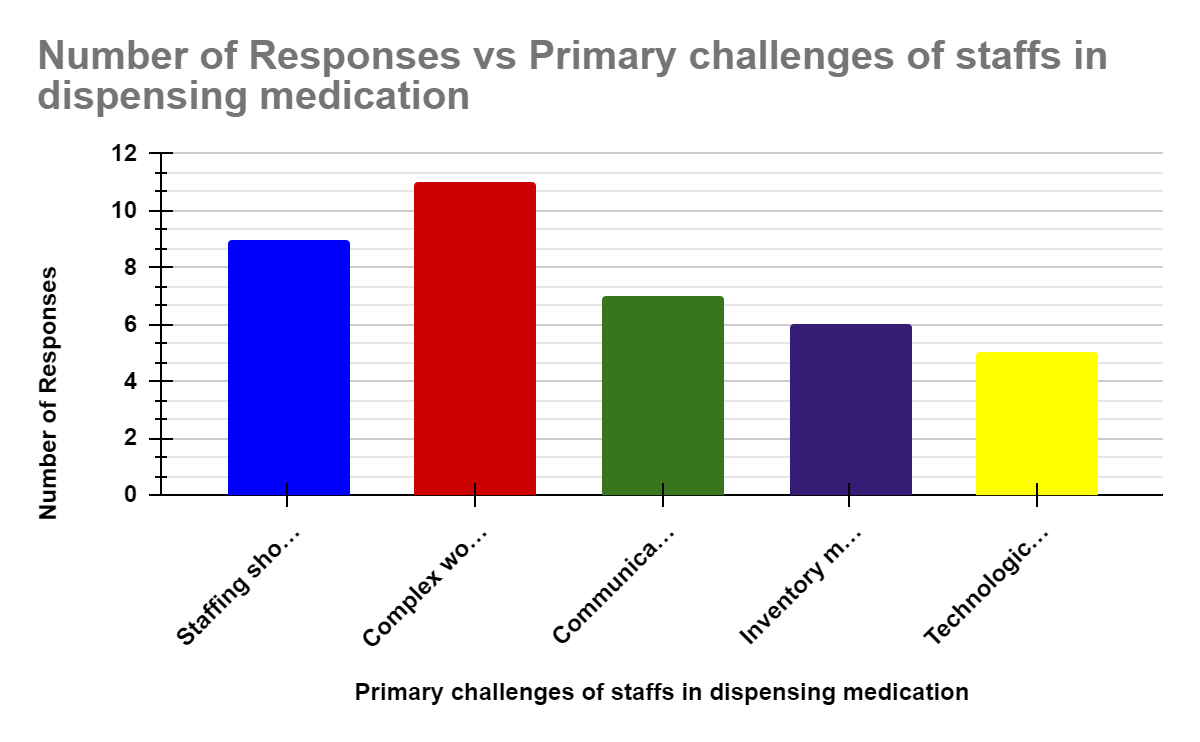 Number of Responses vs Primary challenges of staffs in
dispensing medication
12
10
8
6
4
2
0
Number of Responses
Staffing sho...
Complex wo...
Communica...
Inventory m...
Technologic...
Primary challenges of staffs in dispensing medication